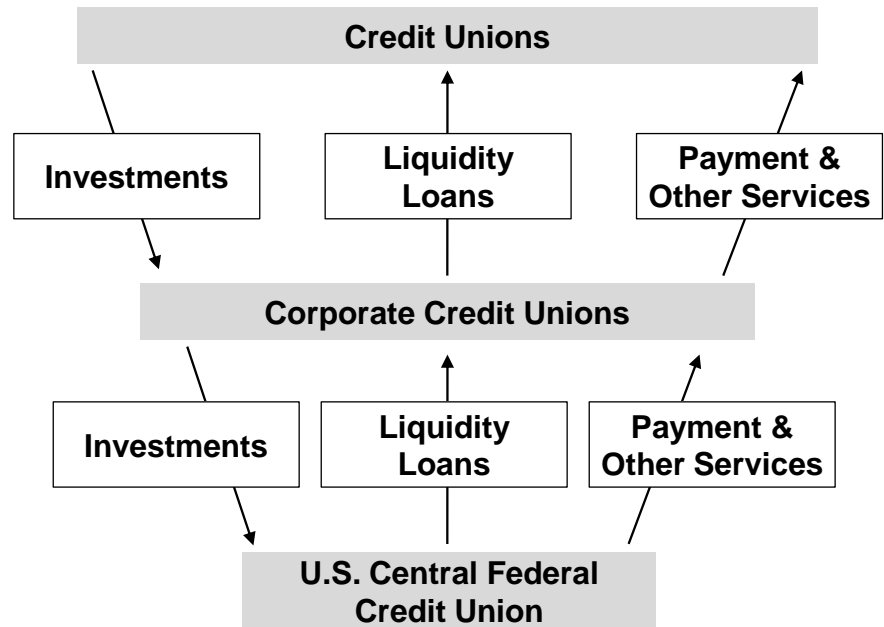 Credit Unions
Investments
Liquidity
Loans
Payment &
Other Services
Corporate Credit Unions
Investments
Liquidity
Loans
Payment &
Other Services
U.S. Central Federal
Credit Union